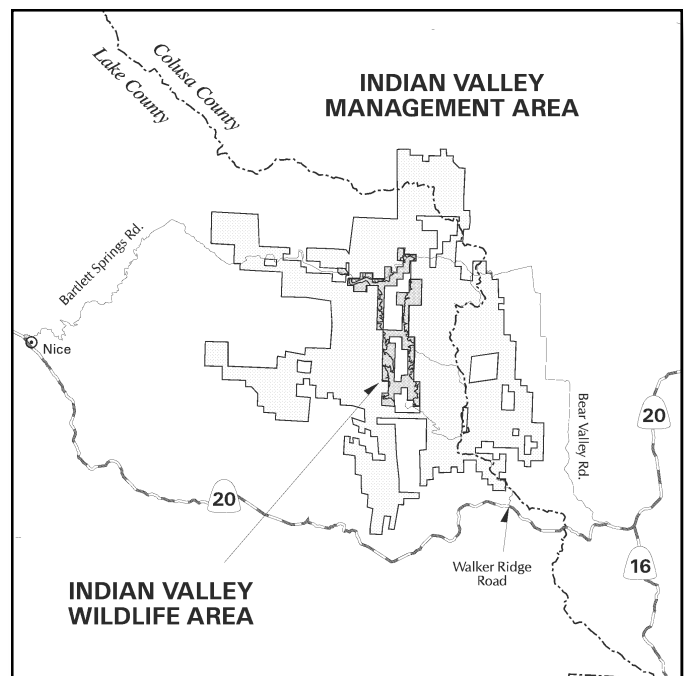 Colusa County
Lake County
INDIAN VALLEY
MANAGEMENT AREA
Bartlett Springs Rd.
Nice
Bear Valley Rd.
20
20
16
Walker Ridge
Road
INDIAN VALLEY
WILDLIFE AREA